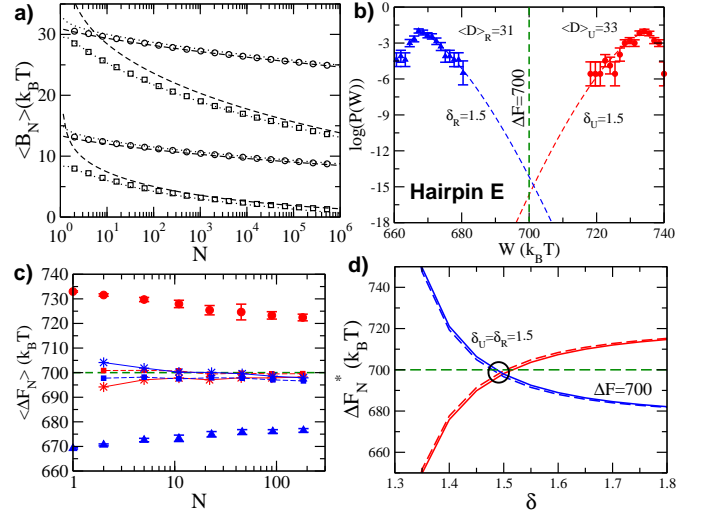 a)
<B_N>(k_BT)
30
20
10
0
10^0
10^1
10^2
10^3
10^4
10^5
10^6
N
b)
log(P(W))
0
-3
-6
-9
-12
-15
-18
<D>_R=31
<D>_U=33
ΔF=700
δ_R=1.5
δ_U=1.5
Hairpin E
660
680
700
720
740
W (k_BT)
c)
<ΔF_N> (k_BT)
740
730
720
710
700
690
680
670
660
1
10
100
N
d)
ΔF_N^* (k_BT)
740
720
700
680
660
δ_U=δ_R=1.5
ΔF=700
1.3
1.4
1.5
1.6
1.7
1.8
δ